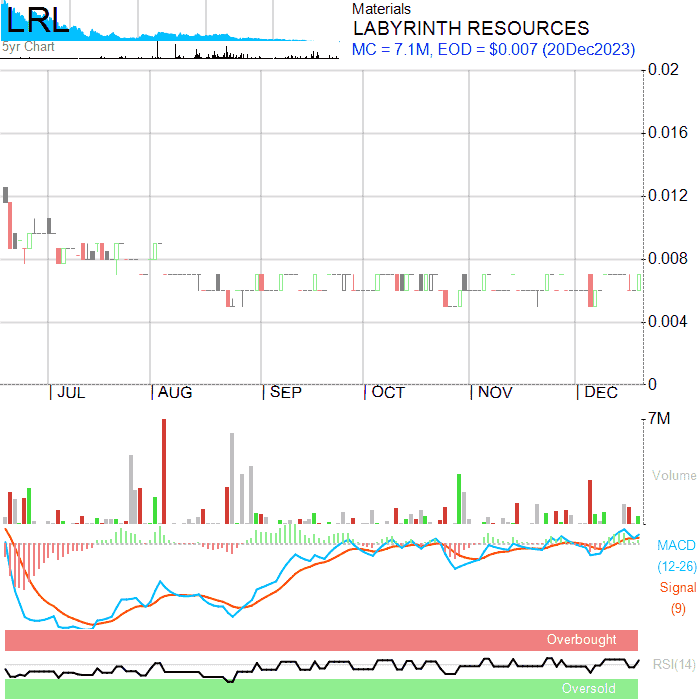 LRL
5yr Chart
Materials
LABYRINTH RESOURCES
MC = 7.1M, EOD = $0.007 (20Dec2023)
0.02
0.016
0.012
0.008
0.004
0
JUL AUG SEP OCT NOV DEC
7M
Volume
MACD
(12-26)
Signal
(9)
Overbought
RSI(14)
Oversold